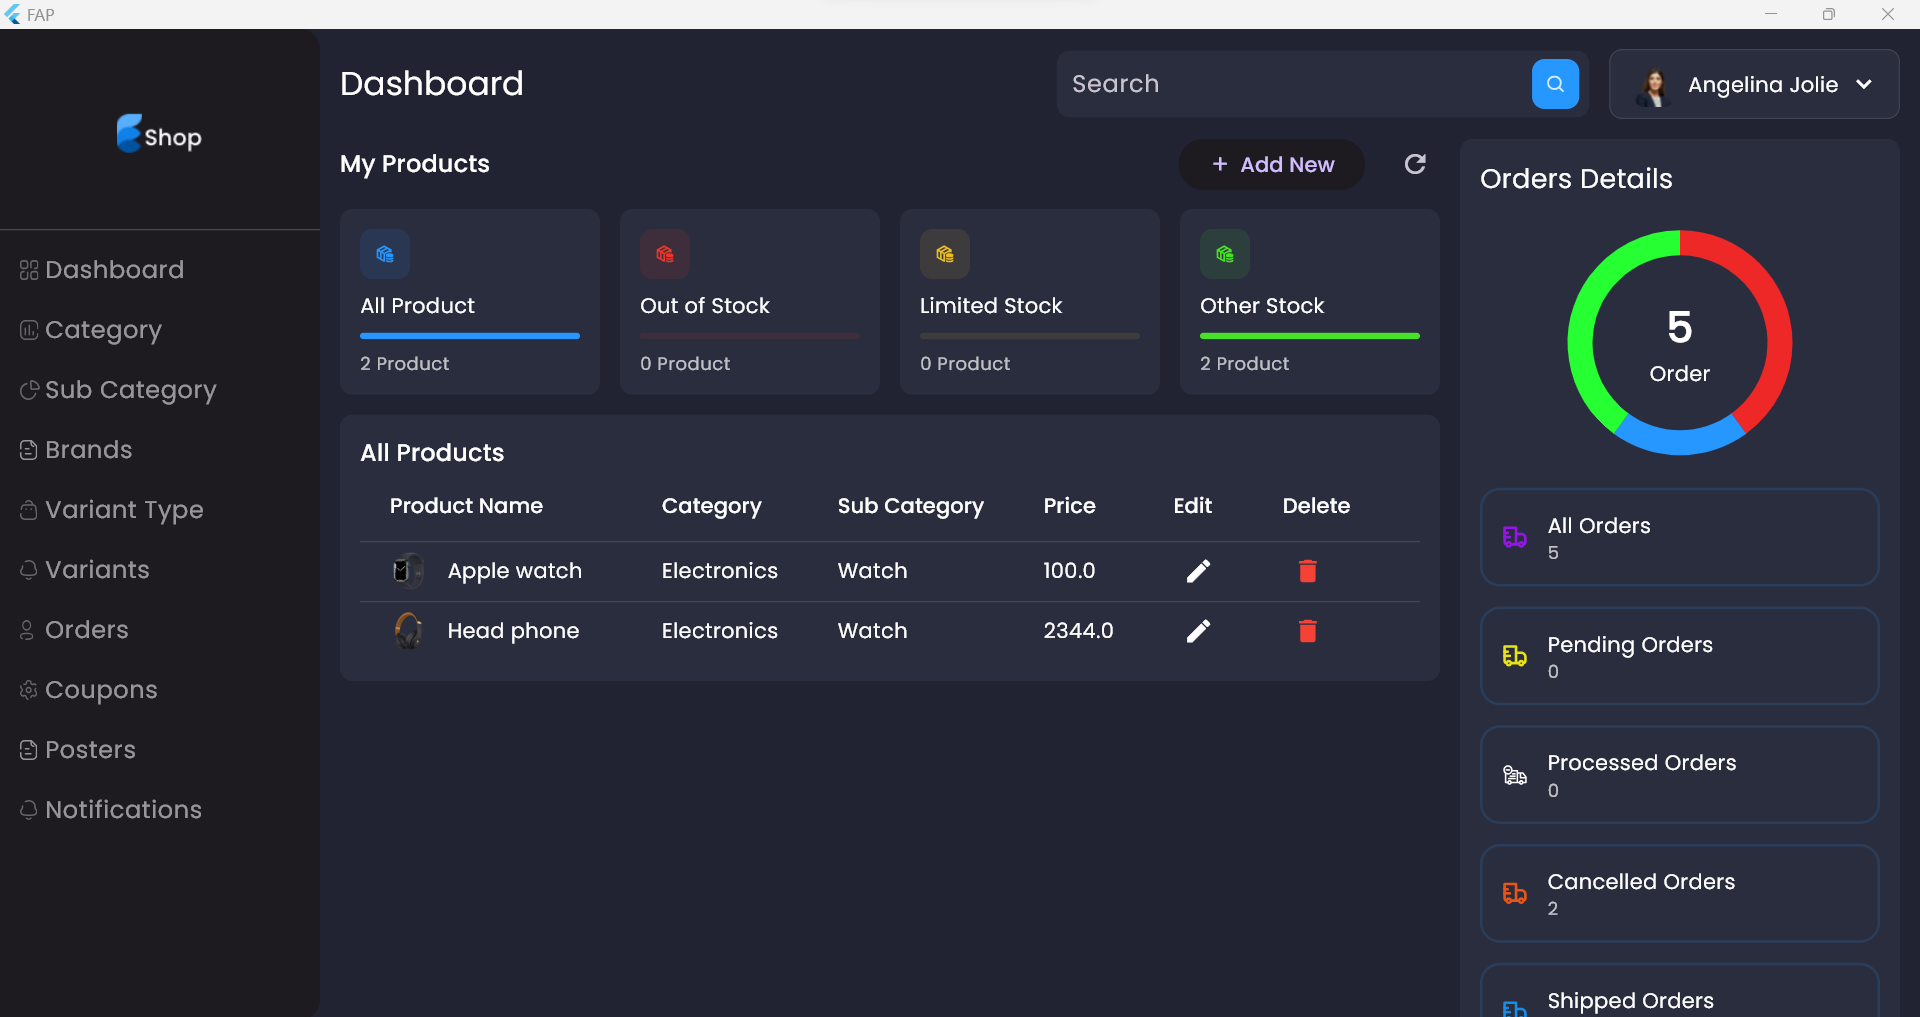 FAP
Shop
Dashboard
Category
Sub Category
Brands
Variant Type
Variants
Orders
Coupons
Posters
Notifications
Dashboard
Search
Angelina Jolie
My Products
+ Add New
All Product
2 Product
Out of Stock
0 Product
Limited Stock
0 Product
Other Stock
2 Product
All Products
Product Name Category Sub Category Price Edit Delete
Apple watch Electronics Watch 100.0
Head phone Electronics Watch 2344.0
Orders Details
5
Order
All Orders
5
Pending Orders
0
Processed Orders
0
Cancelled Orders
2
Shipped Orders